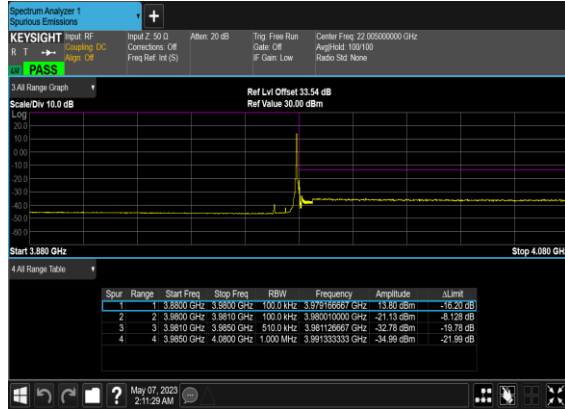 Spectrum Analyzer 1
Spurious Emissions
+
KEYSIGHT Input: RF Input Z: 50 Ω Atten: 20 dB Trig: Free Run Center Freq: 22.005000000 GHz
R T Coupling: DC Corrections: Off Gate: Off Avg|Hold: 100/100
Align: Off Freq Ref: Int (S) IF Gain: Low Radio Std: None
PASS
3 All Range Graph
Ref Lvl Offset 33.54 dB
Scale/Div 10.0 dB Ref Value 30.00 dBm
Log
20.0
10.0
0.00
-10.0
-20.0
-30.0
-40.0
-50.0
-60.0
Start 3.880 GHz Stop 4.080 GHz
4 All Range Table
Spur Range Start Freq Stop Freq RBW Frequency Amplitude ΔLimit
1 1 3.8800 GHz 3.9800 GHz 100.0 kHz 3.979166667 GHz 13.80 dBm -16.20 dB
2 2 3.9800 GHz 3.9810 GHz 100.0 kHz 3.980010000 GHz -21.13 dBm -8.128 dB
3 3 3.9810 GHz 3.9850 GHz 510.0 kHz 3.981126667 GHz -32.78 dBm -19.78 dB
4 4 3.9850 GHz 4.0800 GHz 1.000 MHz 3.991333333 GHz -34.99 dBm -21.99 dB
? May 07, 2023
2:11:29 AM